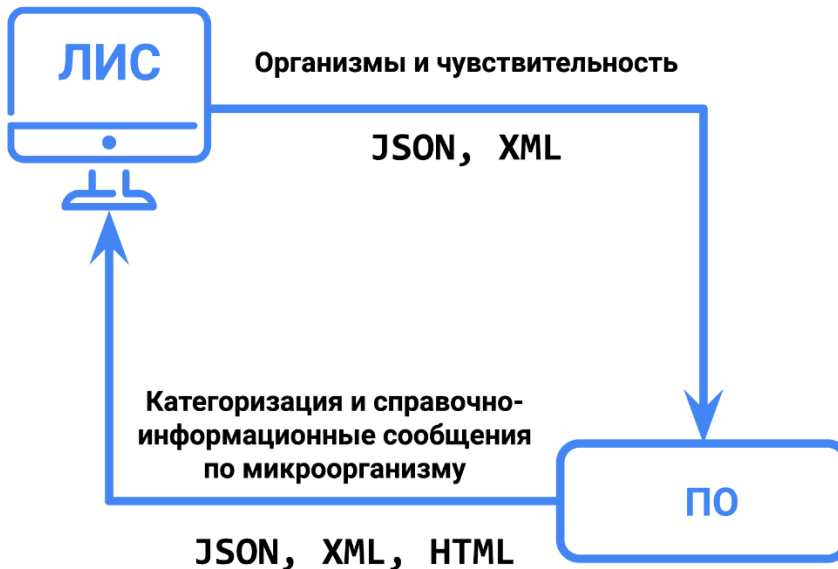 ЛИС
Организмы и чувствительность
JSON, XML
Категоризация и справочно-
информационные сообщения
по микроорганизму
ПО
JSON, XML, HTML